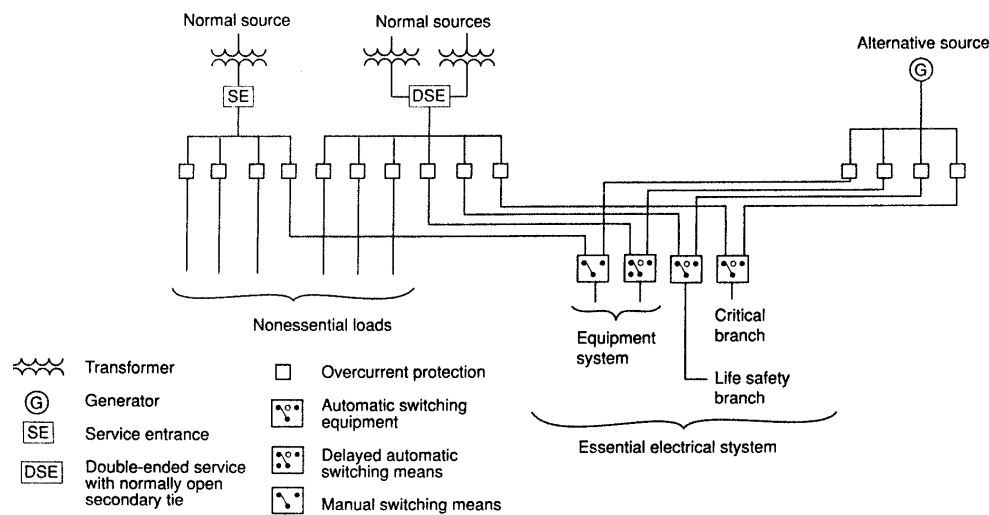 Normal source
Normal sources
Alternative source
G
SE
DSE
Nonessential loads
Equipment
system
Critical
branch
Life safety
branch
Essential electrical stystem
Transformer
G
Generator
SE
Service entrance
DSE
Double-ended service
with normally open
secondary tie
Overcurrent protection
Automatic switching
equipment
Delayed automatic
switching means
Manual switching means